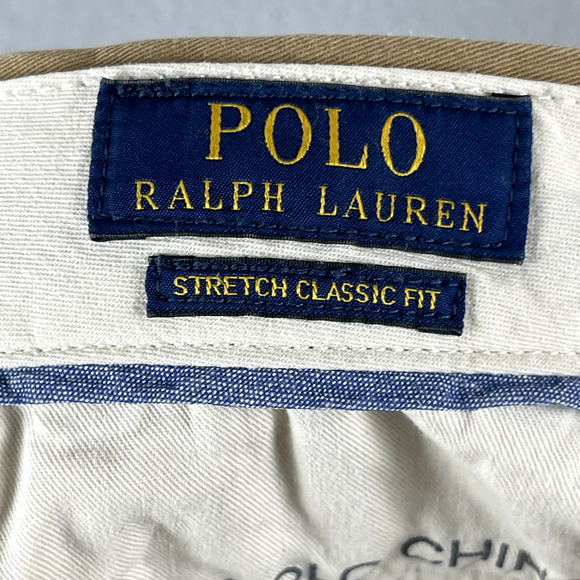 POLO
RALPH LAUREN
STRETCH CLASSIC FIT